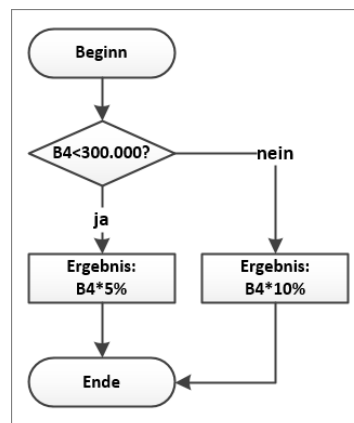 Beginn
B4<300.000?
nein
ja
Ergebnis:
B4*5%
Ergebnis:
B4*10%
Ende